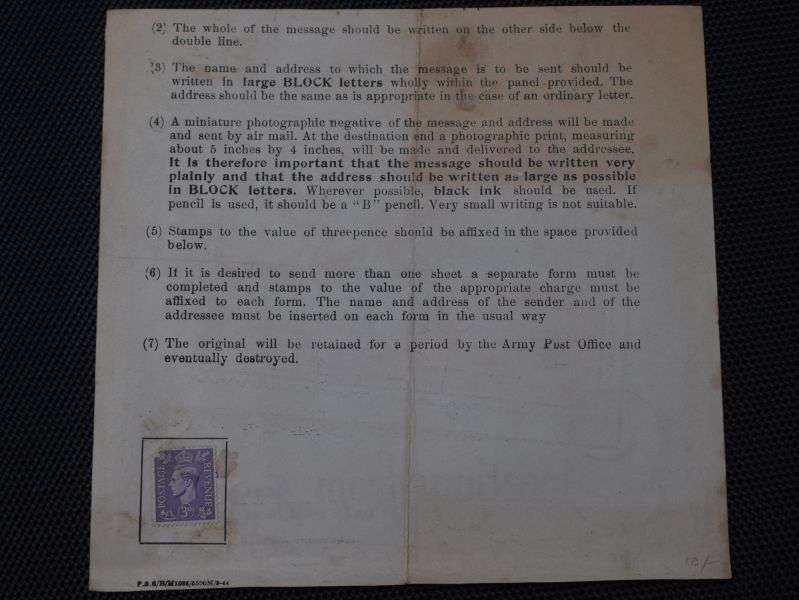 (2) The whole of the message should be written on the other side below the
double line.
(3) The name and address to which the message is to be sent should be
written in large BLOCK letters wholly within the panel provided. The
address should be the same as is appropriate in the case of an ordinary letter.
(4) A miniature photographic negative of the message and address will be made
and sent by air mail. At the destination end a photographic print, measuring
about 5 inches by 4 inches, will be made and delivered to the addressee.
It is therefore important that the message should be written very
plainly and that the address should be written as large as possible
in BLOCK letters. Wherever possible, black ink should be used. If
pencil is used, it should be a "B" pencil. Very small writing is not suitable.
(5) Stamps to the value of threepence should be affixed in the space provided
below.
(6) If it is desired to send more than one sheet a separate form must be
completed and stamps to the value of the appropriate charge must be
affixed to each form. The name and address of the sender and of the
addressee must be inserted on each form in the usual way
(7) The original will be retained for a period by the Army Post Office and
eventually destroyed.
POSTAGE REVENUE
3D
10/-